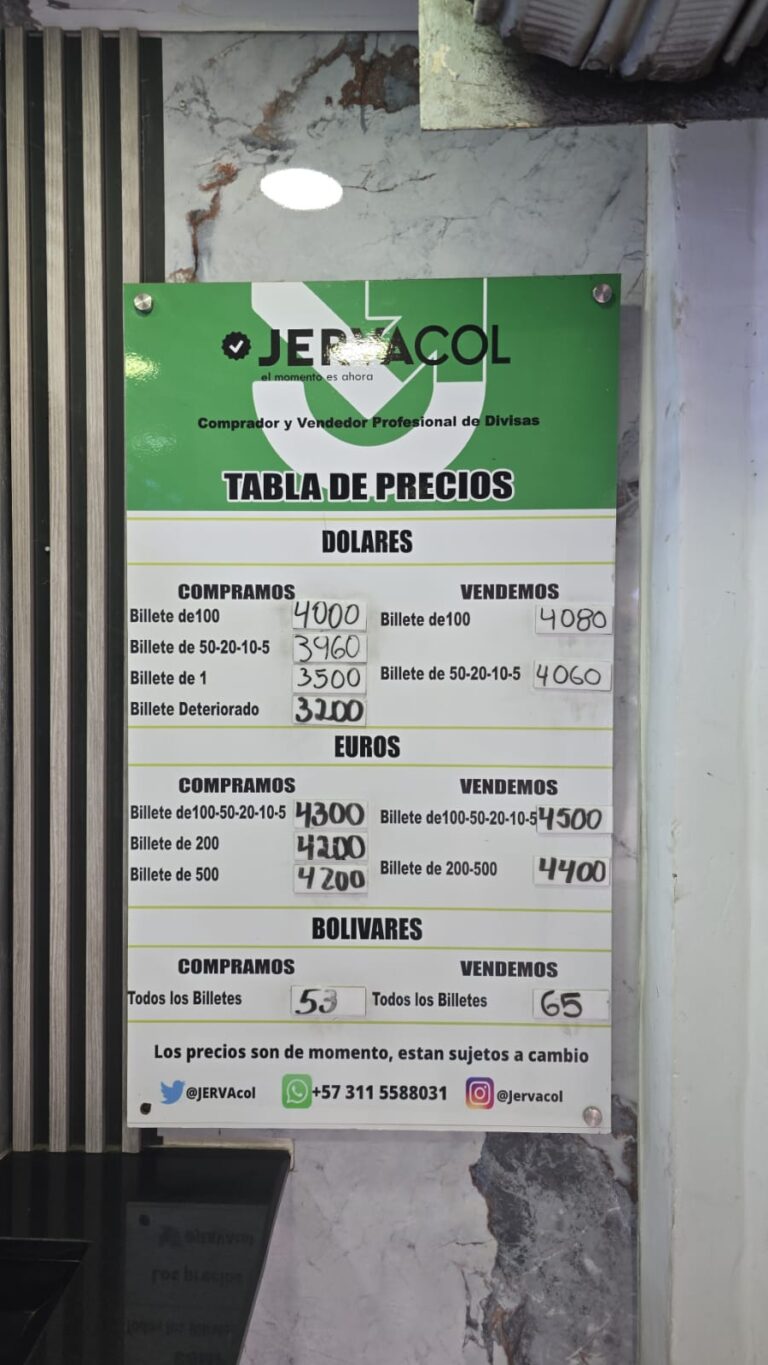 JERVACOL
el momento es ahora
Comprador y Vendedor Profesional de Divisas
TABLA DE PRECIOS
DOLARES
COMPRAMOS VENDEMOS
Billete de100 4000 Billete de100 4080
Billete de 50-20-10-5 3960
Billete de 50-20-10-5 4060
Billete de 1 3500
Billete Deteriorado 3200
EUROS
COMPRAMOS VENDEMOS
Billete de100-50-20-10-5 4300 Billete de100-50-20-10-5 4500
Billete de 200 4200
Billete de 200-500 4400
Billete de 500 4200
BOLIVARES
COMPRAMOS VENDEMOS
Todos los Billetes 53 Todos los Billetes 65
Los precios son de momento, estan sujetos a cambio
@JERVAcol +57 311 5588031 @Jervacol